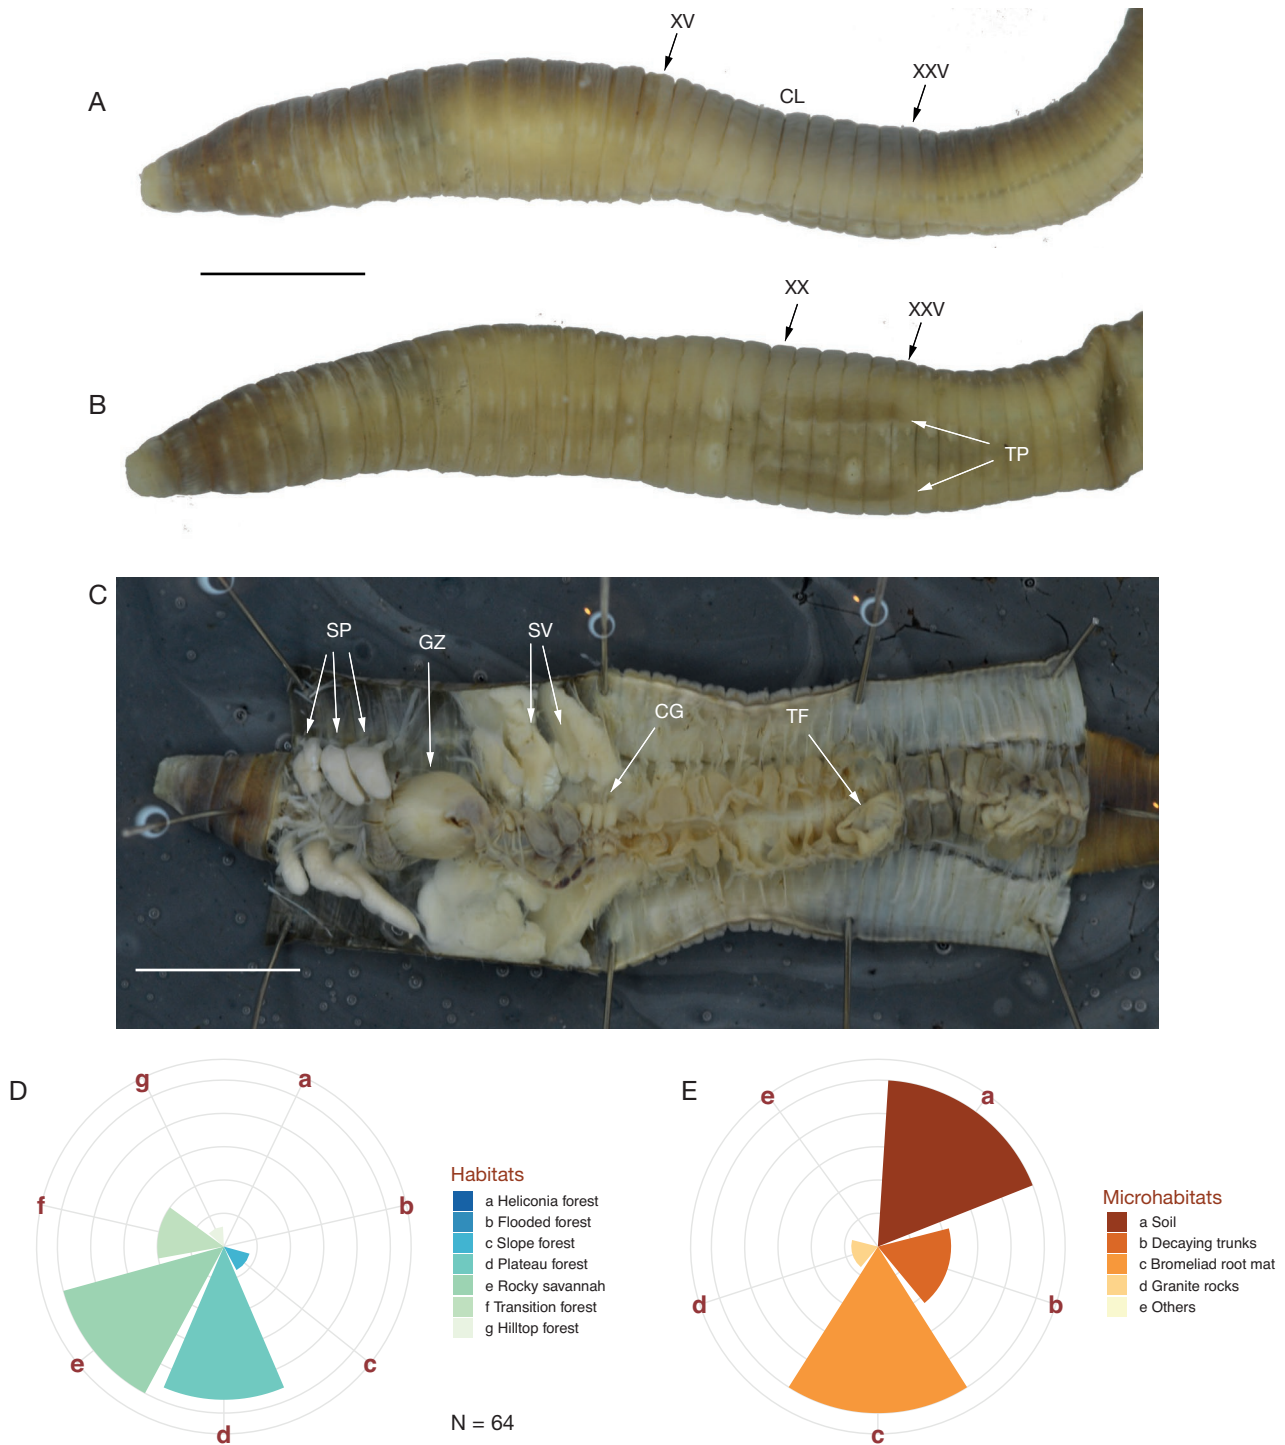 XV
XXV
CL
A
XX
XXV
B
TP
C
SP
GZ
SV
CG
TF
D
g
a
f
b
e
c
d
Habitats
a Heliconia forest
b Flooded forest
c Slope forest
d Plateau forest
e Rocky savannah
f Transition forest
g Hilltop forest
N = 64
E
e
a
d
b
c
Microhabitats
a Soil
b Decaying trunks
c Bromeliad root mat
d Granite rocks
e Others